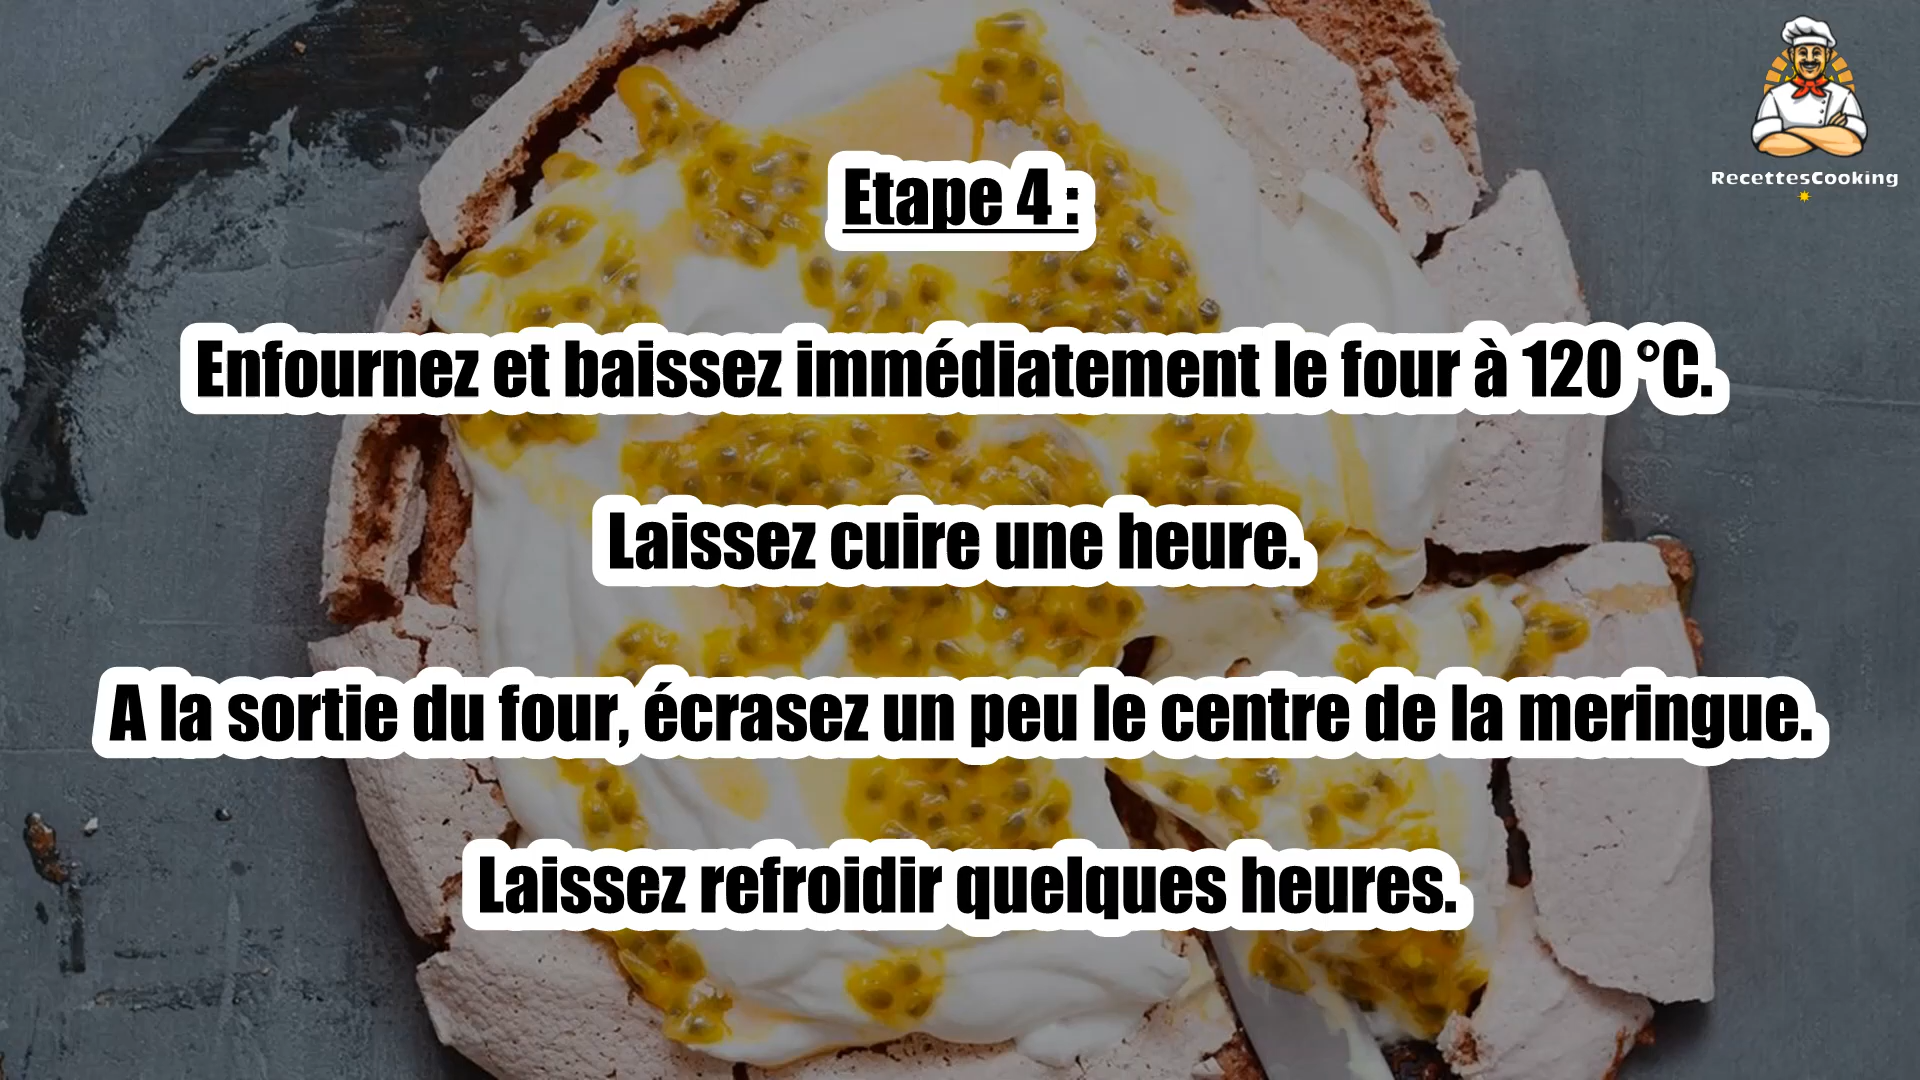 RecettesCooking
Etape 4 :
Enfournez et baissez immédiatement le four à 120 °C.
Laissez cuire une heure.
A la sortie du four, écrasez un peu le centre de la meringue.
Laissez refroidir quelques heures.